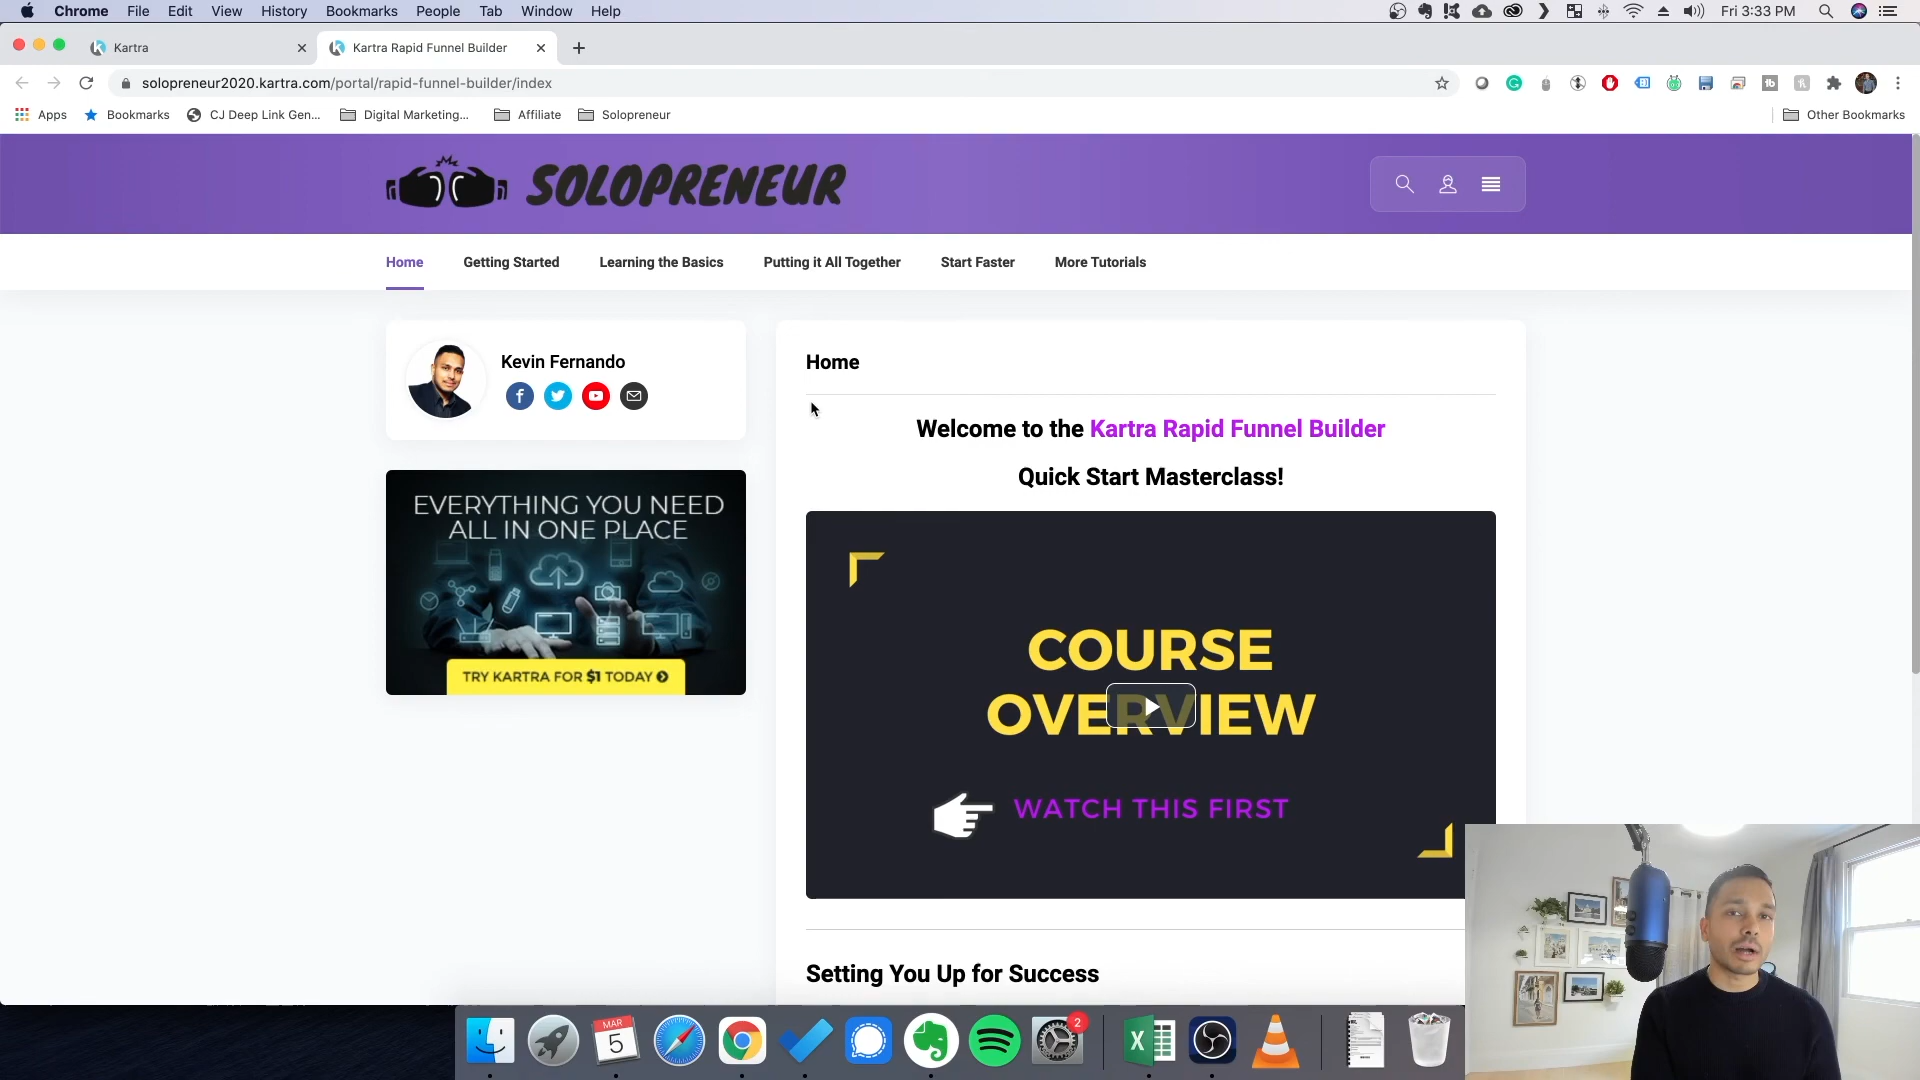 Chrome File Edit View History Bookmarks People Tab Window Help
Fri 3:33 PM
Kartra
Kartra Rapid Funnel Builder
solopreneur2020.kartra.com/portal/rapid-funnel-builder/index
Apps Bookmarks CJ Deep Link Gen... Digital Marketing... Affiliate Solopreneur Other Bookmarks
SOLOPRENEUR
Home Getting Started Learning the Basics Putting it All Together Start Faster More Tutorials
Kevin Fernando
EVERYTHING YOU NEED
ALL IN ONE PLACE
TRY KARTRA FOR $1 TODAY
Home
Welcome to the Kartra Rapid Funnel Builder
Quick Start Masterclass!
COURSE
OVERVIEW
WATCH THIS FIRST
Setting You Up for Success
MAR
5
2